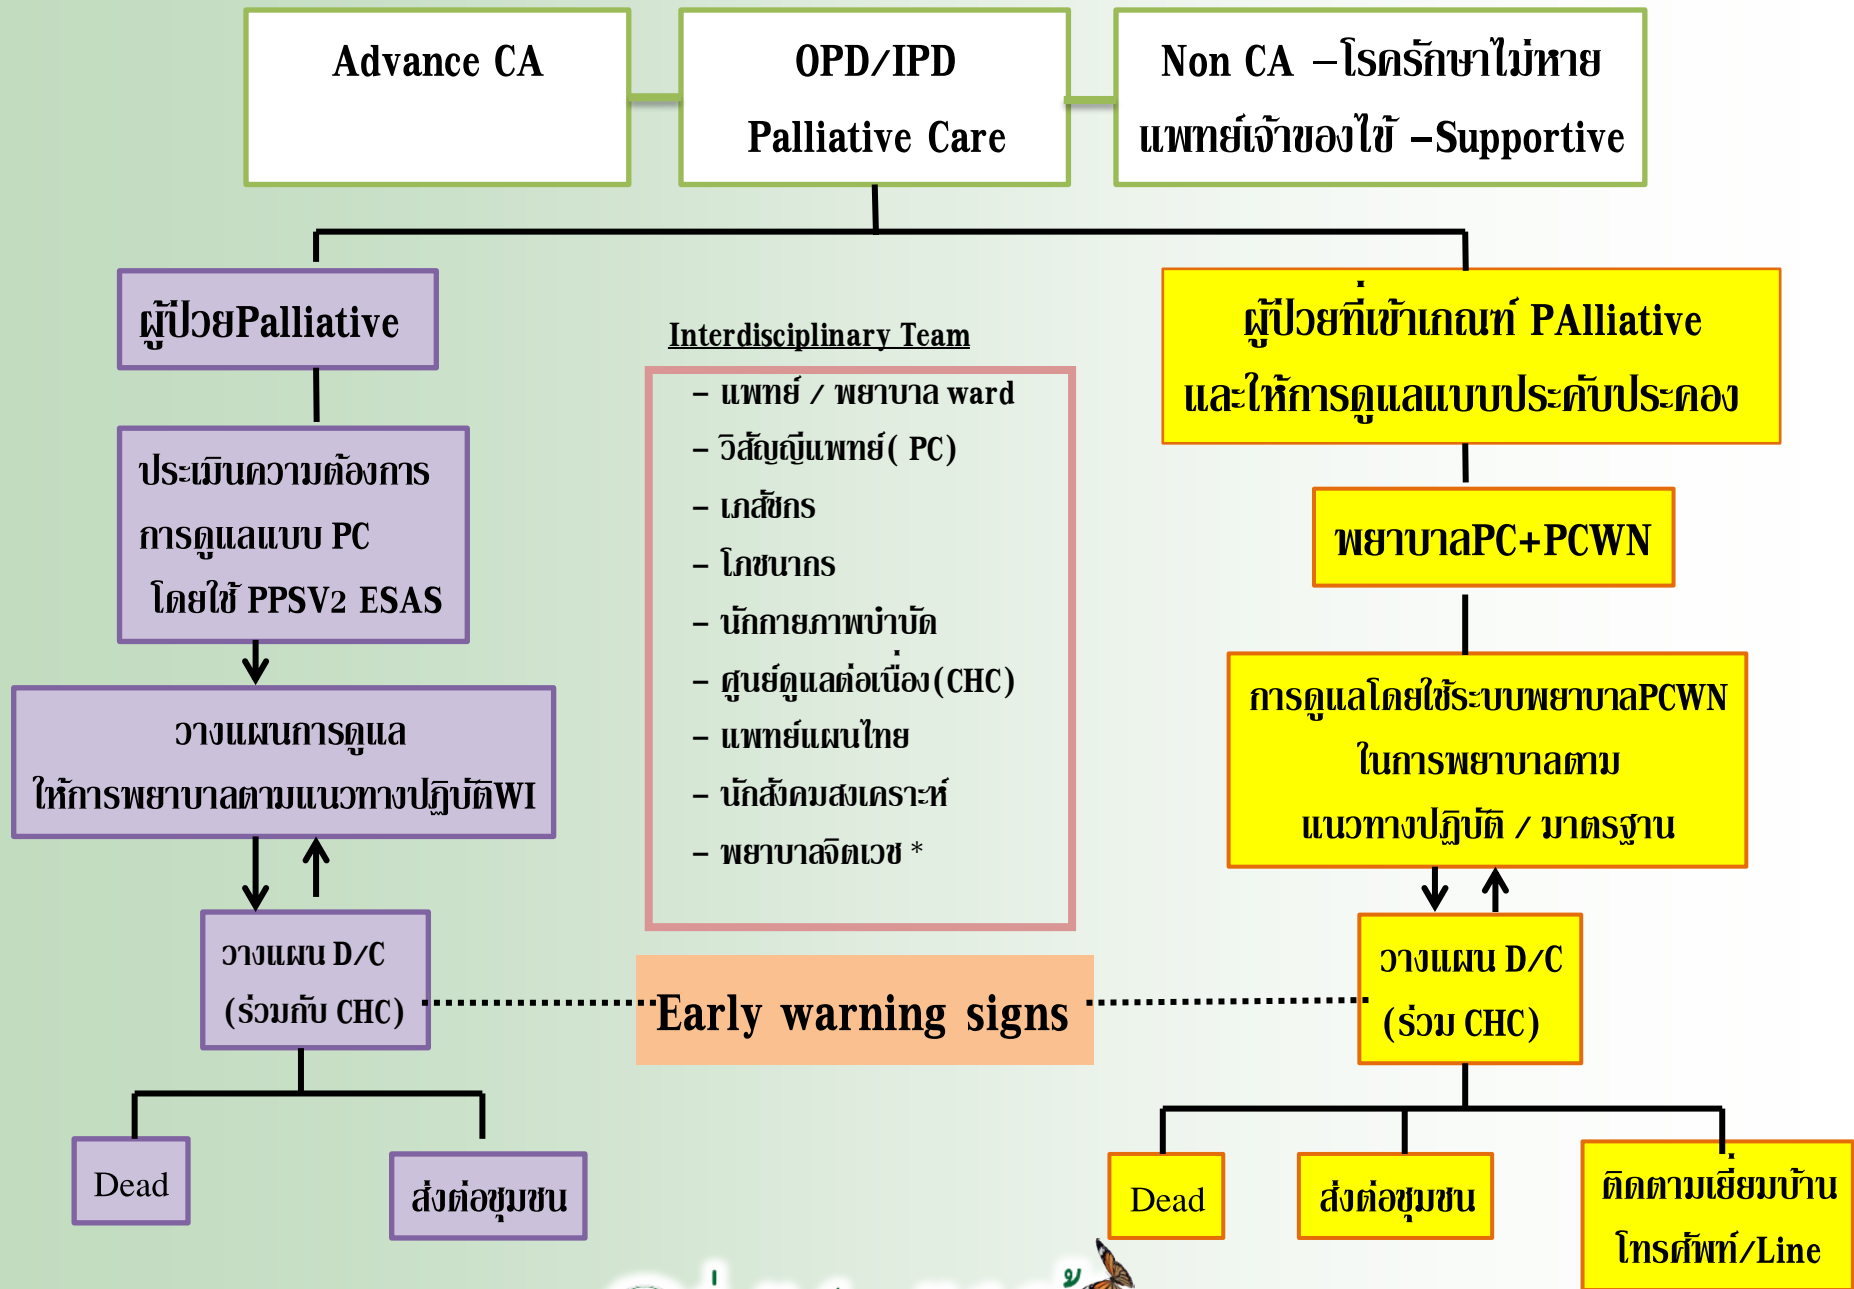 Advance CA
OPD/IPD
Palliative Care
Non CA –โรครักษาไม่หาย
แพทย์เจ้าของไข้ –Supportive
ผู้ป่วยPalliative
ประเมินความต้องการ
การดูแลแบบ PC
โดยใช้ PPSV2 ESAS
วางแผนการดูแล
ให้การพยาบาลตามแนวทางปฏิบัติWI
วางแผน D/C
(ร่วมกับ CHC)
Dead
ส่งต่อชุมชน
Interdisciplinary Team
– แพทย์ / พยาบาล ward
– วิสัญญีแพทย์( PC)
– เภสัชกร
– โภชนากร
– นักกายภาพบำบัด
– ศูนย์ดูแลต่อเนื่อง(CHC)
– แพทย์แผนไทย
– นักสังคมสงเคราะห์
– พยาบาลจิตเวช *
Early warning signs
ผู้ป่วยที่เข้าเกณฑ์ PAlliative
และให้การดูแลแบบประคับประคอง
พยาบาลPC+PCWN
การดูแลโดยใช้ระบบพยาบาลPCWN
ในการพยาบาลตาม
แนวทางปฏิบัติ / มาตรฐาน
วางแผน D/C
(ร่วม CHC)
Dead
ส่งต่อชุมชน
ติดตามเยี่ยมบ้าน
โทรศัพท์/Line